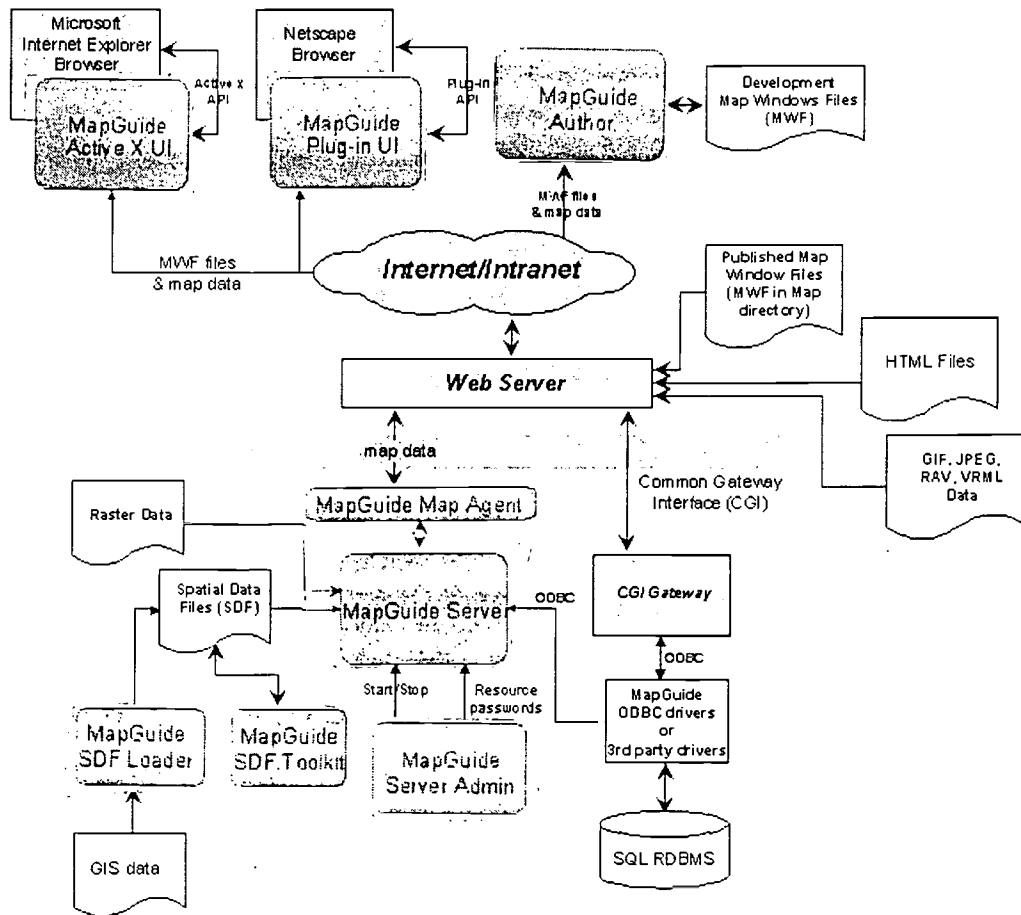 Microsoft
Internet Explorer
Browser
Active X
API
MapGuide
Active X UI
Netscape
Browser
Plug-in
API
MapGuide
Plug-in UI
MapGuide
Author
Development
Map Windows Files
(MWF)
MWF files
& map data
MWF files
& map data
Internet/Intranet
Published Map
Window Files
(MWF in Map
directory)
HTML Files
Web Server
GIF, JPEG,
RAV, VRML
Data
map data
Common Gateway
Interface (CGI)
MapGuide Map Agent
Raster Data
Spatial Data
Files (SDF)
MapGuide Server
ODBC
CGI Gateway
ODBC
Start/Stop
Resource
passwords
MapGuide
ODBC drivers
or
3rd party drivers
MapGuide
SDF Loader
MapGuide
SDF Toolkit
MapGuide
Server Admin
GIS data
SQL RDBMS